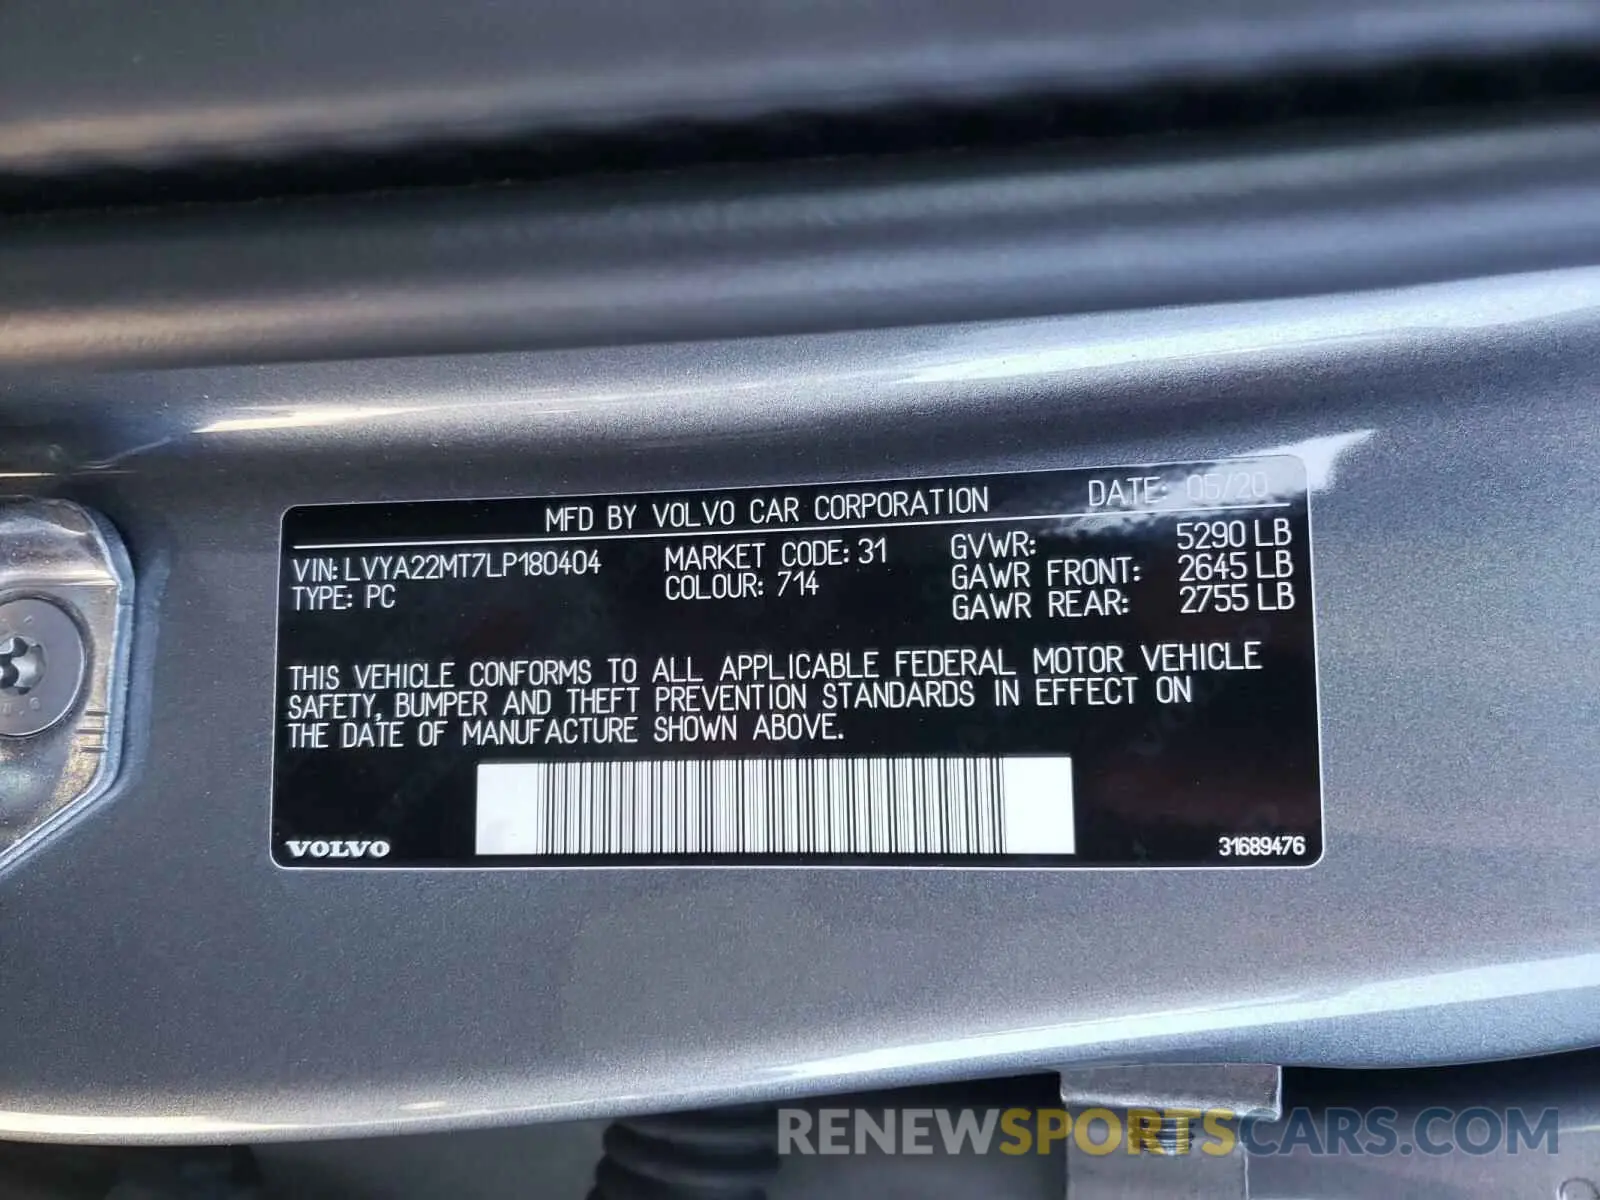 MFD BY VOLVO CAR CORPORATION DATE: 05/20
VIN: LVYA22MT7LP180404 MARKET CODE: 31 GVWR: 5290 LB
TYPE: PC COLOUR: 714 GAWR FRONT: 2645 LB
GAWR REAR: 2755 LB
THIS VEHICLE CONFORMS TO ALL APPLICABLE FEDERAL MOTOR VEHICLE
SAFETY, BUMPER AND THEFT PREVENTION STANDARDS IN EFFECT ON
THE DATE OF MANUFACTURE SHOWN ABOVE.
VOLVO 31689476
RENEWSPORTSCARS.COM